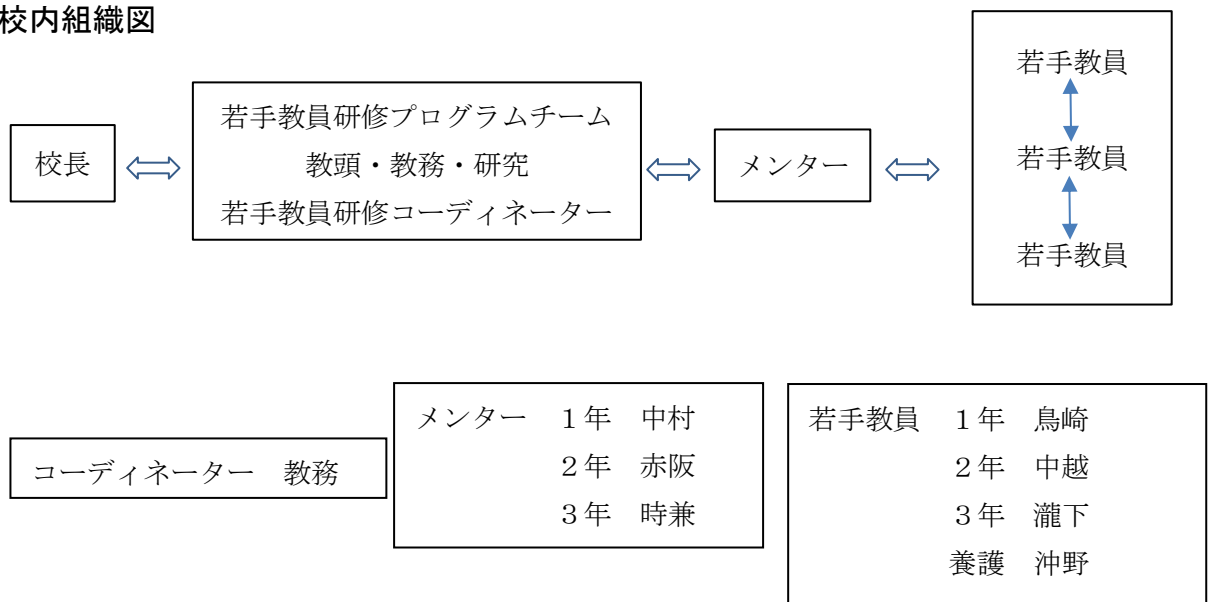 校内組織図
校長
若手教員研修プログラムチーム
教頭・教務・研究
若手教員研修コーディネーター
メンター
若手教員
若手教員
若手教員
コーディネーター　教務
メンター　１年　中村
２年　赤阪
３年　時兼
若手教員　１年　鳥崎
２年　中越
３年　瀧下
養護　沖野